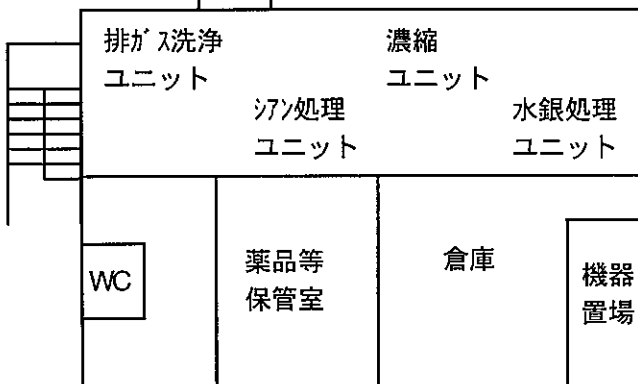 排ガス洗浄
ユニット
濃縮
ユニット
シアン処理
ユニット
水銀処理
ユニット
WC
薬品等
保管室
倉庫
機器
置場